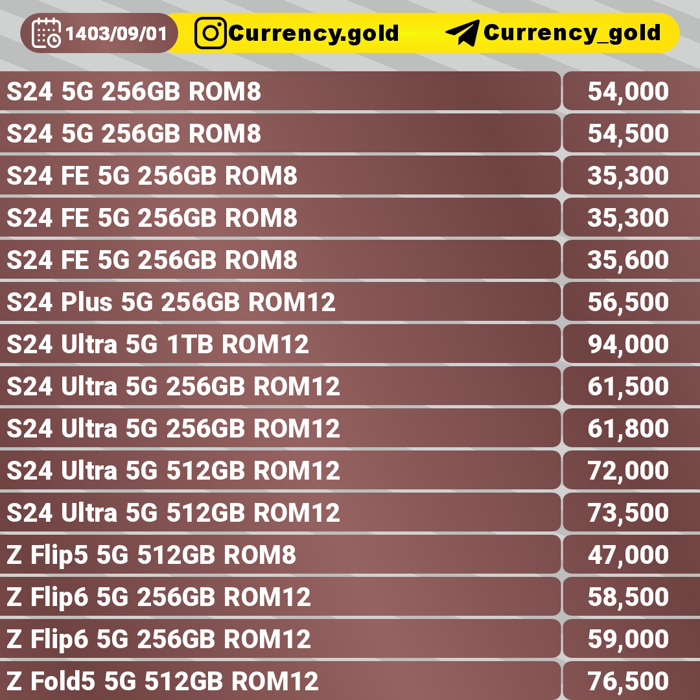 1403/09/01 Currency.gold Currency_gold
S24 5G 256GB ROM8 54,000
S24 5G 256GB ROM8 54,500
S24 FE 5G 256GB ROM8 35,300
S24 FE 5G 256GB ROM8 35,300
S24 FE 5G 256GB ROM8 35,600
S24 Plus 5G 256GB ROM12 56,500
S24 Ultra 5G 1TB ROM12 94,000
S24 Ultra 5G 256GB ROM12 61,500
S24 Ultra 5G 256GB ROM12 61,800
S24 Ultra 5G 512GB ROM12 72,000
S24 Ultra 5G 512GB ROM12 73,500
Z Flip5 5G 512GB ROM8 47,000
Z Flip6 5G 256GB ROM12 58,500
Z Flip6 5G 256GB ROM12 59,000
Z Fold5 5G 512GB ROM12 76,500